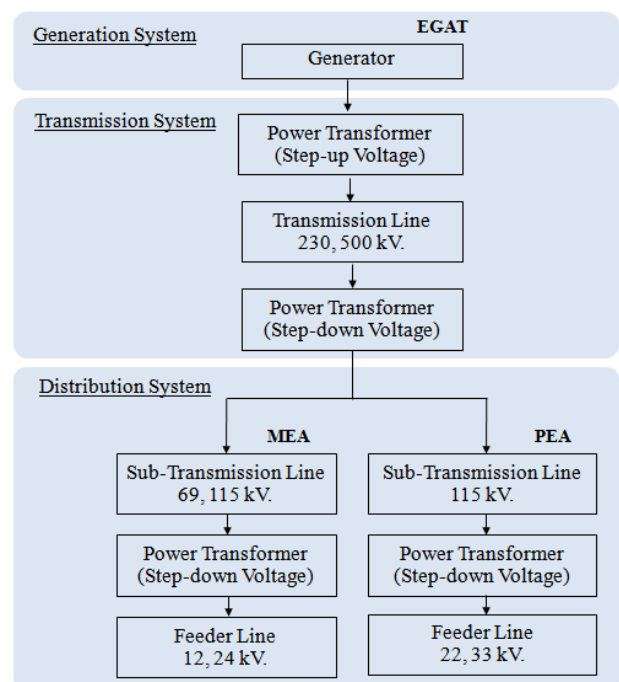 EGAT
Generation System
Generator
Transmission System
Power Transformer
(Step-up Voltage)
Transmission Line
230, 500 kV.
Power Transformer
(Step-down Voltage)
Distribution System
MEA
Sub-Transmission Line
69, 115 kV.
Power Transformer
(Step-down Voltage)
Feeder Line
12, 24 kV.
PEA
Sub-Transmission Line
115 kV.
Power Transformer
(Step-down Voltage)
Feeder Line
22, 33 kV.